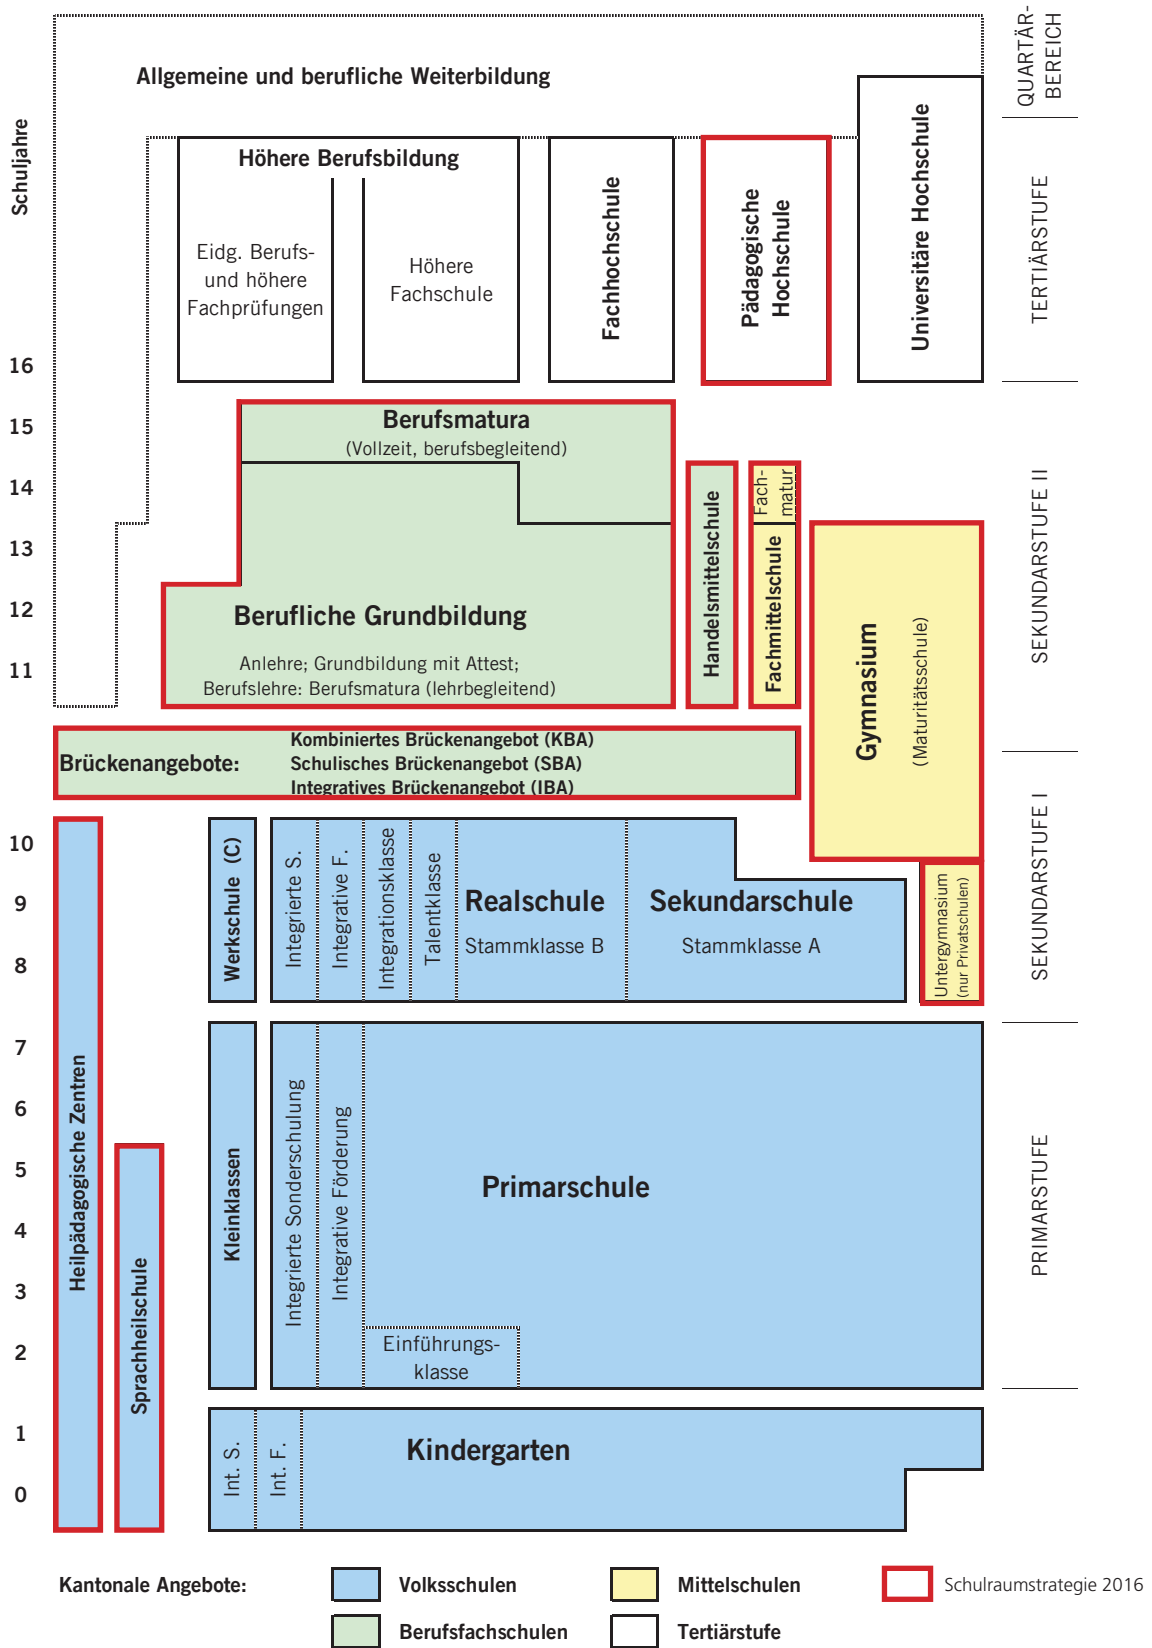 Allgemeine und berufliche Weiterbildung
QUARTÄR-
BEREICH
Schuljahre
Höhere Berufsbildung
Eidg. Berufs-
und höhere
Fachprüfungen
Höhere
Fachschule
Fachhochschule
Pädagogische
Hochschule
Universitäre Hochschule
TERTIÄRSTUFE
16
15
14
13
12
11
Berufsmatura
(Vollzeit, berufsbegleitend)
Berufliche Grundbildung
Anlehre; Grundbildung mit Attest;
Berufslehre: Berufsmatura (lehrbegleitend)
Handelsmittelschule
Fach-
matur
Fachmittelschule
Gymnasium
(Maturitätsschule)
SEKUNDARSTUFE II
Brückenangebote:
Kombiniertes Brückenangebot (KBA)
Schulisches Brückenangebot (SBA)
Integratives Brückenangebot (IBA)
10
9
8
Werkschule (C)
Integrierte S.
Integrative F.
Integrationsklasse
Talentklasse
Realschule
Stammklasse B
Sekundarschule
Stammklasse A
Untergymnasium
(nur Privatschulen)
SEKUNDARSTUFE I
7
6
5
4
3
2
Heilpädagogische Zentren
Sprachheilschule
Kleinklassen
Integrierte Sonderschulung
Integrative Förderung
Primarschule
Einführungs-
klasse
PRIMARSTUFE
1
0
Int. S.
Int. F.
Kindergarten
Kantonale Angebote:
Volksschulen
Mittelschulen
Schulraumstrategie 2016
Berufsfachschulen
Tertiärstufe